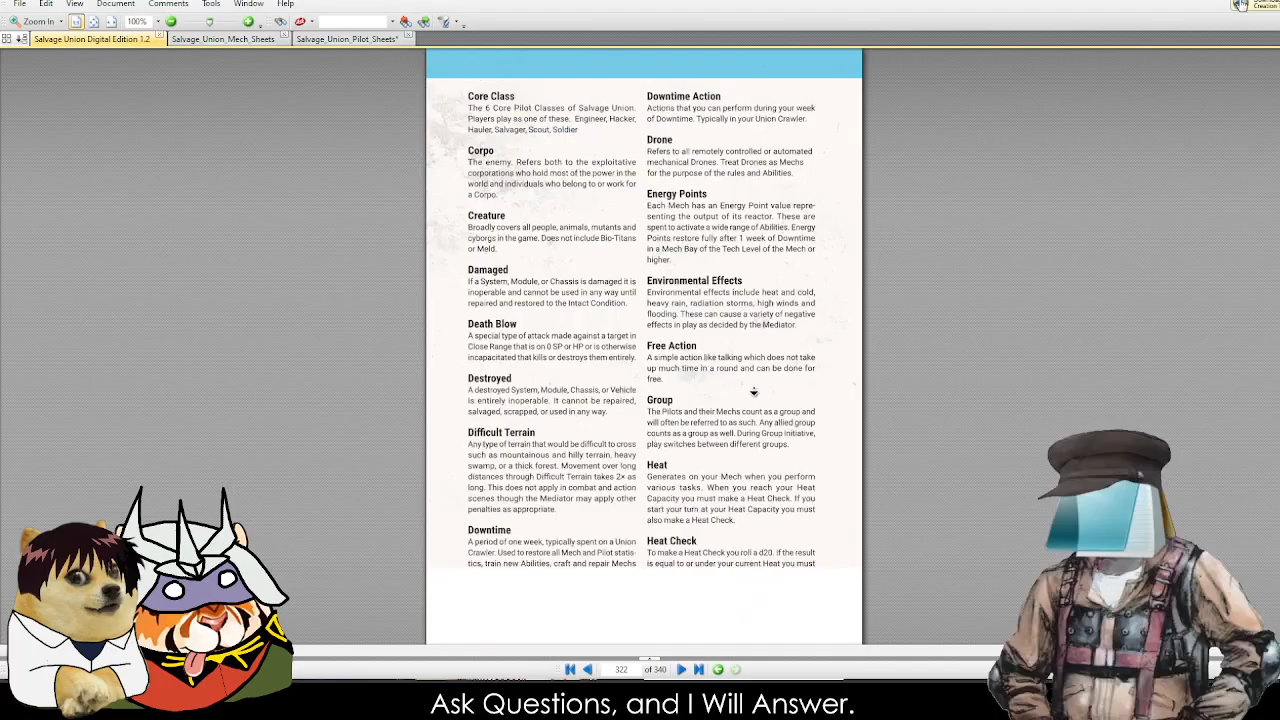 File
Edit
View
Document
Comments
Tools
Window
Help
Creation
Zoom In
100%
Salvage Union Digital Edition 1.2
Salvage_Union_Mech_Sheets
Salvage_Union_Pilot_Sheets*
Core Class
The 6 Core Pilot Classes of Salvage Union.
Players play as one of these. Engineer, Hacker,
Hauler, Salvager, Scout, Soldier
Corpo
The enemy. Refers both to the exploitative
corporations who hold most of the power in the
world and individuals who belong to or work for
a Corpo.
Creature
Broadly covers all people, animals, mutants and
cyborgs in the game. Does not include Bio-Titans
or Meld.
Damaged
If a System, Module, or Chassis is damaged it is
inoperable and cannot be used in any way until
repaired and restored to the Intact Condition.
Death Blow
A special type of attack made against a target in
Close Range that is on 0 SP or HP or is otherwise
incapacitated that kills or destroys them entirely.
Destroyed
A destroyed System, Module, Chassis, or Vehicle
is entirely inoperable. It cannot be repaired,
salvaged, scrapped, or used in any way.
Difficult Terrain
Any type of terrain that would be difficult to cross
such as mountainous and hilly terrain, heavy
swamp, or a thick forest. Movement over long
distances through Difficult Terrain takes 2x as
long. This does not apply in combat and action
scenes though the Mediator may apply other
penalties as appropriate.
Downtime
A period of one week, typically spent on a Union
Crawler. Used to restore all Mech and Pilot statis-
tics, train new Abilities, craft and repair Mechs
Downtime Action
Actions that you can perform during your week
of Downtime. Typically in your Union Crawler.
Drone
Refers to all remotely controlled or automated
mechanical Drones. Treat Drones as Mechs
for the purpose of the rules and Abilities.
Energy Points
Each Mech has an Energy Point value repre-
senting the output of its reactor. These are
spent to activate a wide range of Abilities. Energy
Points restore fully after 1 week of Downtime
in a Mech Bay of the Tech Level of the Mech or
higher.
Environmental Effects
Environmental effects include heat and cold,
heavy rain, radiation storms, high winds and
flooding. These can cause a variety of negative
effects in play as decided by the Mediator.
Free Action
A simple action like talking which does not take
up much time in a round and can be done for
free.
Group
The Pilots and their Mechs count as a group and
will often be referred to as such. Any allied group
counts as a group as well. During Group Initiative,
play switches between different groups.
Heat
Generates on your Mech when you perform
various tasks. When you reach your Heat
Capacity you must make a Heat Check. If you
start your turn at your Heat Capacity you must
also make a Heat Check.
Heat Check
To make a Heat Check you roll a d20. If the result
is equal to or under your current Heat you must
322
of 340
Ask Questions, and I Will Answer.